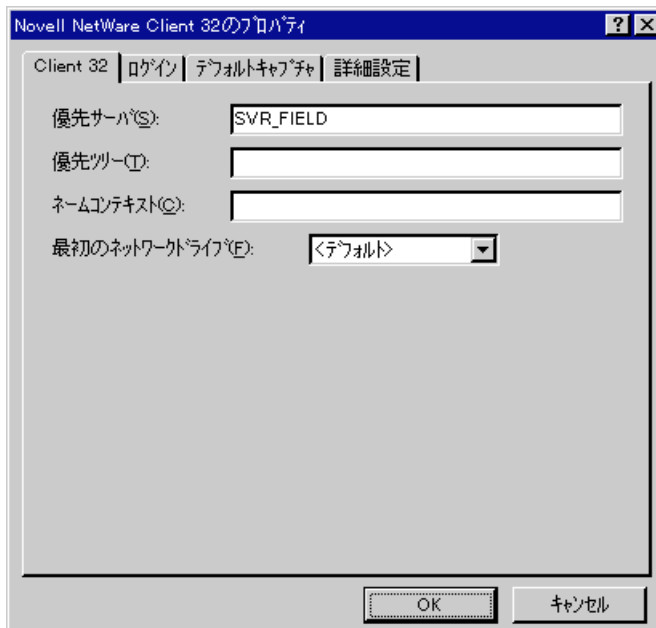 Novell NetWare Client 32のﾌﾟﾛﾊﾟﾃｨ
Client 32 ﾛｸﾞｲﾝ ﾃﾞﾌｫﾙﾄｷｬﾌﾟﾁｬ 詳細設定
優先ｻｰﾊﾞ(S): SVR_FIELD
優先ﾂﾘｰ(T):
ﾈｰﾑｺﾝﾃｷｽﾄ(C):
最初のﾈｯﾄﾜｰｸﾄﾞﾗｲﾌﾞ(F): <ﾃﾞﾌｫﾙﾄ>
OK ｷｬﾝｾﾙ